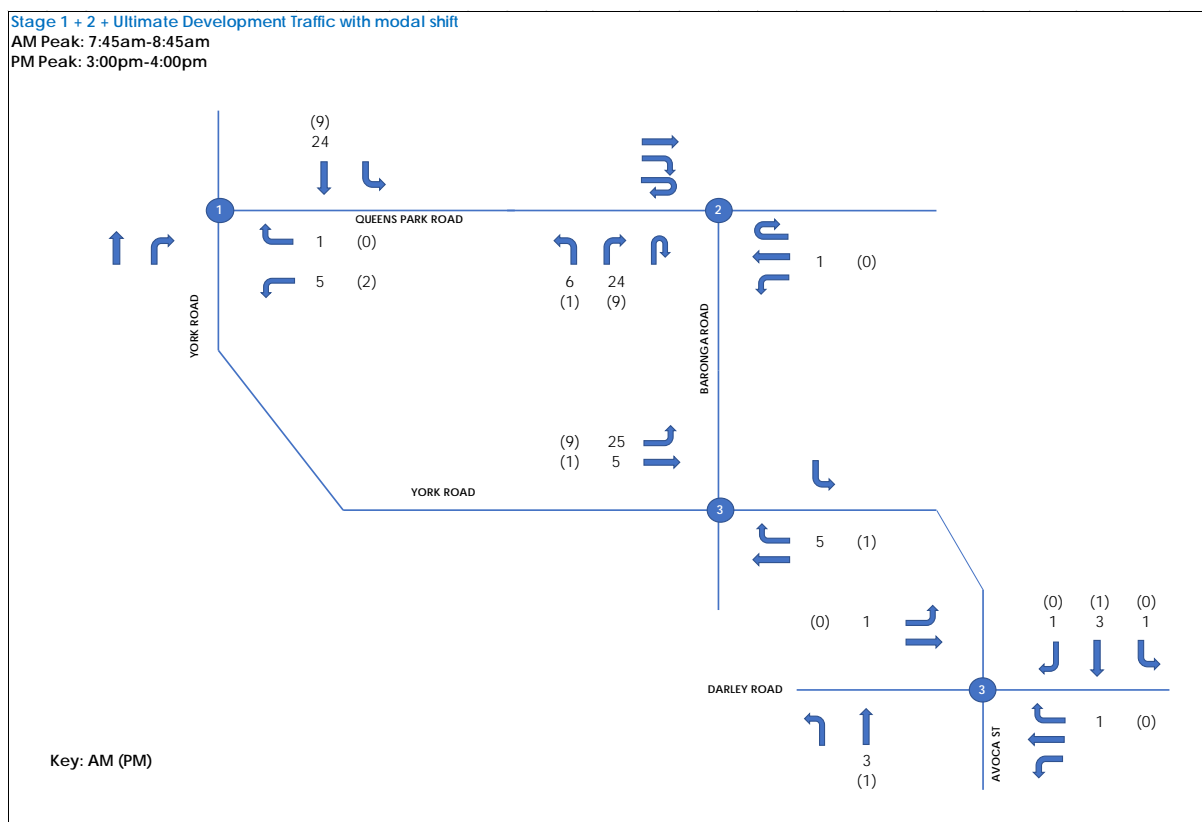 Stage 1 + 2 + Ultimate Development Traffic with modal shift
AM Peak: 7:45am-8:45am
PM Peak: 3:00pm-4:00pm
(9)
24
1
QUEENS PARK ROAD
2
1 (0)
5 (2)
6 24
(1) (9)
1 (0)
YORK ROAD
BARONGA ROAD
(9) 25
(1) 5
YORK ROAD
3
5 (1)
(0) 1
(0) (1) (0)
1 3 1
DARLEY ROAD
3
1 (0)
3
(1)
AVOCA ST
Key: AM (PM)